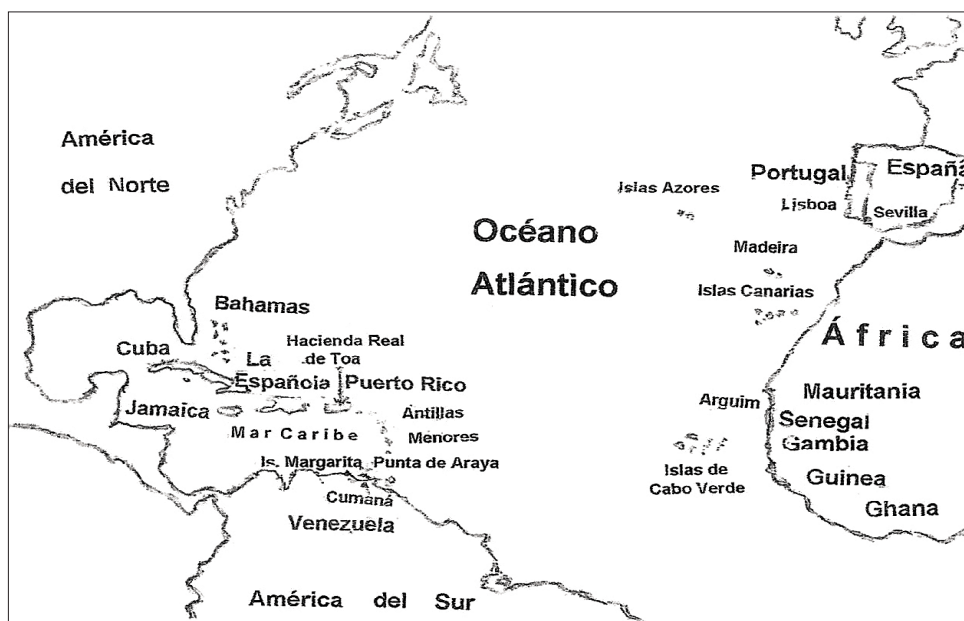 América
del Norte
Portugal
España
Islas Azores
Lisboa
Sevilla
Océano
Atlántico
Madeira
Islas Canarias
África
Bahamas
Hacienda Real
de Toa
Cuba
La
Española
Puerto Rico
Jamaica
Antillas
Menores
Mar Caribe
Arguim
Mauritania
Senegal
Gambia
Is. Margarita
Punta de Araya
Islas de
Cabo Verde
Guinea
Cumaná
Ghana
Venezuela
América del Sur